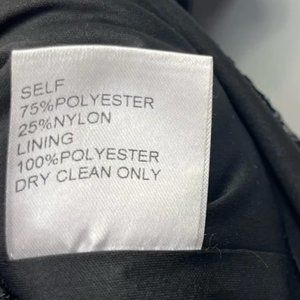 SELF
75%POLYESTER
25%NYLON
LINING
100%POLYESTER
DRY CLEAN ONLY